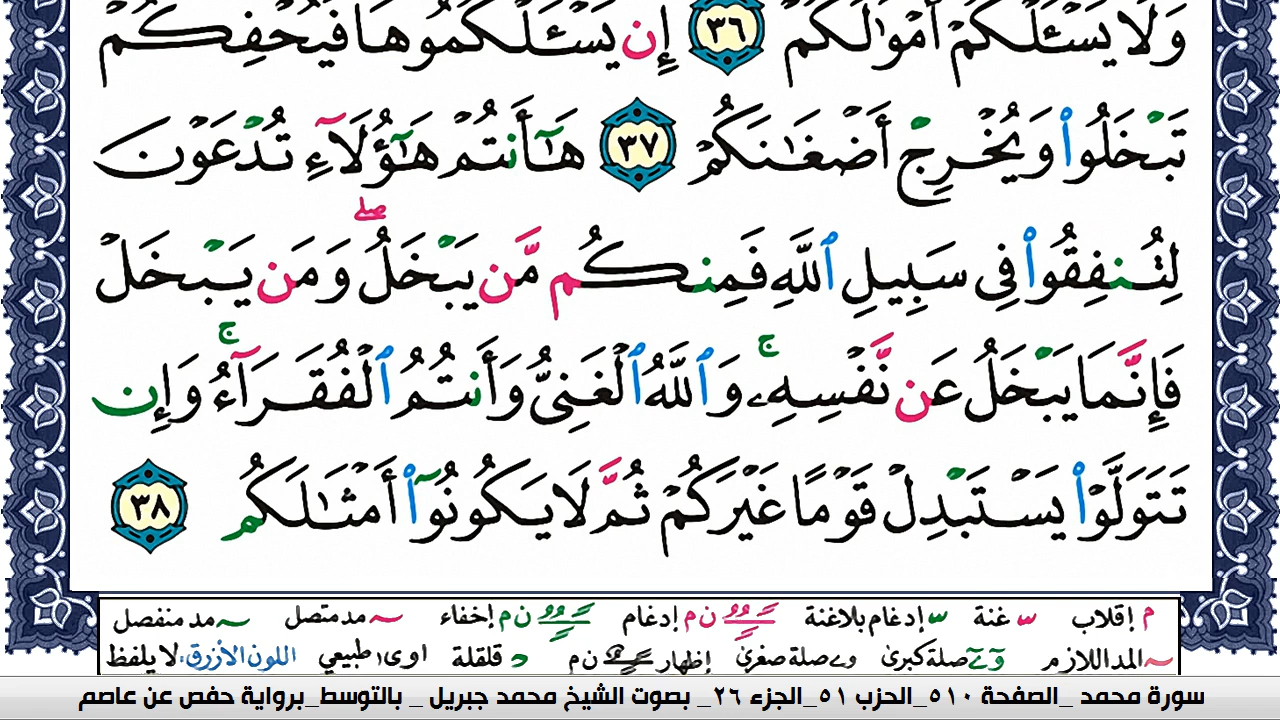 وَلَا يَسْـَٔلْكُمْ أَمْوَٰلَكُمْ ٣٦ إِن يَسْـَٔلْكُمُوهَا فَيُحْفِكُمْ
تَبْخَلُوا۟ وَيُخْرِجْ أَضْغَـٰنَكُمْ ٣٧ هَـٰٓأَنتُمْ هَـٰٓؤُلَآءِ تُدْعَوْنَ
لِتُنفِقُوا۟ فِى سَبِيلِ ٱللَّهِ فَمِنكُم مَّن يَبْخَلُ ۖ وَمَن يَبْخَلْ
فَإِنَّمَا يَبْخَلُ عَن نَّفْسِهِۦ ۚ وَٱللَّهُ ٱلْغَنِىُّ وَأَنتُمُ ٱلْفُقَرَآءُ ۚ وَإِن
تَتَوَلَّوْا۟ يَسْتَبْدِلْ قَوْمًا غَيْرَكُمْ ثُمَّ لَا يَكُونُوٓا۟ أَمْثَـٰلَكُم ٣٨
م إقلاب غنة إدغام بلاغنة ن م إدغام ن م إخفاء مد متصل مد منفصل
المد اللازم صلة كبرى صلة صغرى إظهار ن م قلقلة اوى طبيعي اللون الأزرق: لا يلفظ
سورة محمد _الصفحة ٥١٠_الحزب ٥١_الجزء ٢٦_ بصوت الشيخ محمد جبريل _ بالتوسط_برواية حفص عن عاصم